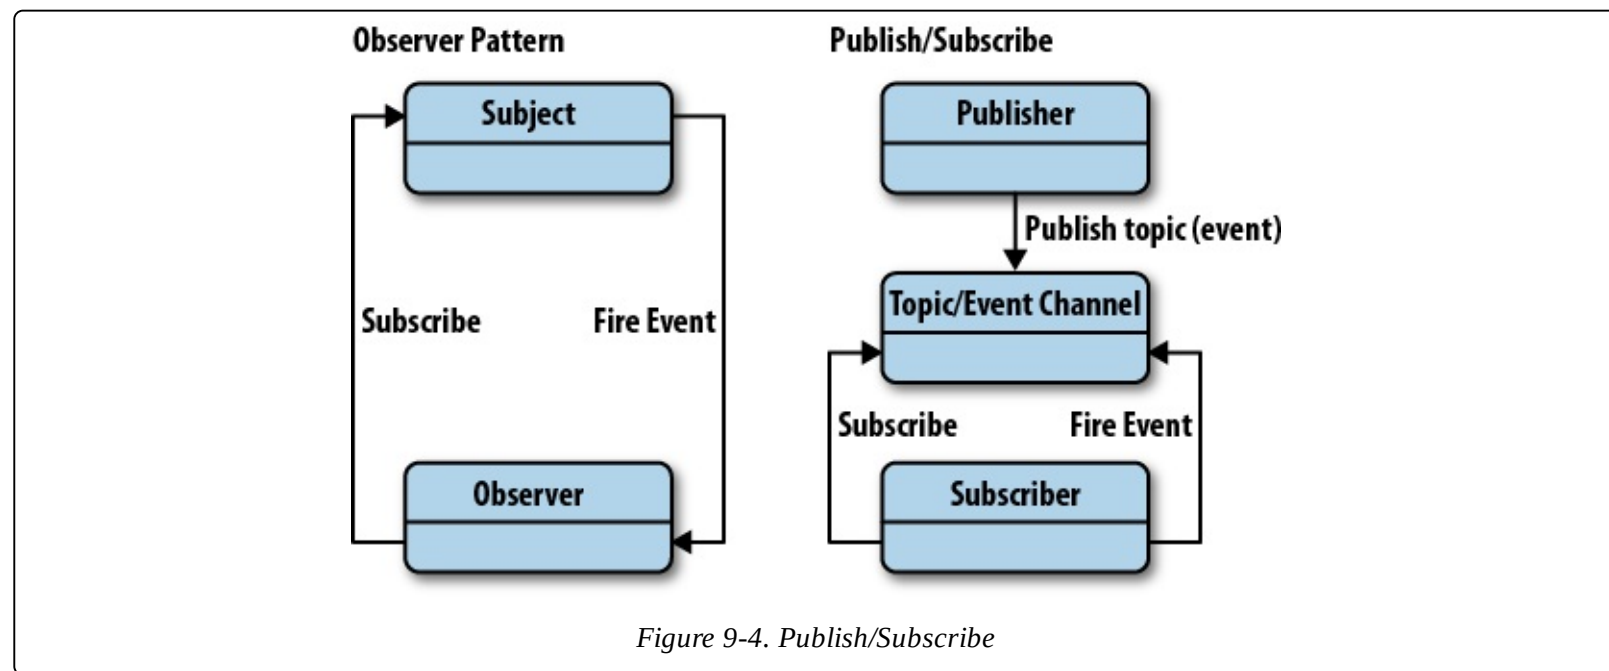 Observer Pattern
Subject
Subscribe
Fire Event
Observer
Publish/Subscribe
Publisher
Publish topic (event)
Topic/Event Channel
Subscribe
Fire Event
Subscriber
Figure 9-4. Publish/Subscribe